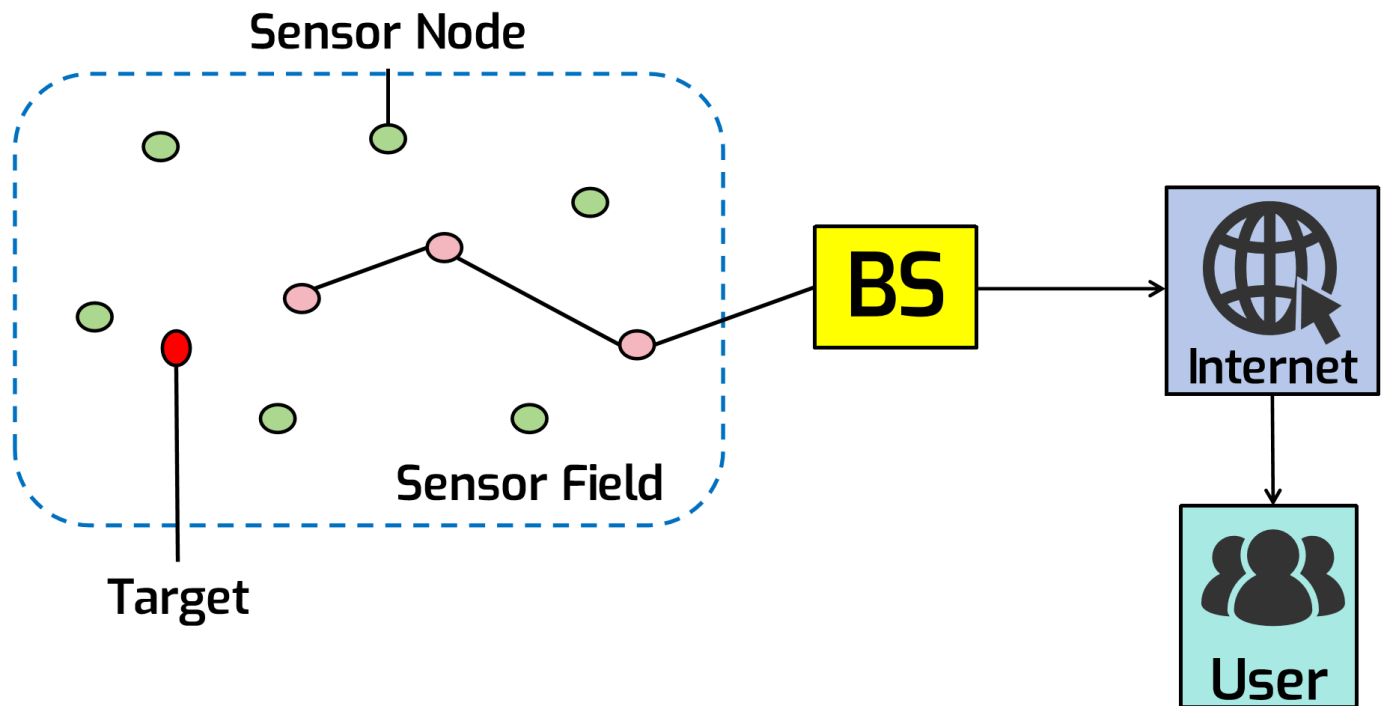 Sensor Node
BS
Internet
Sensor Field
Target
User